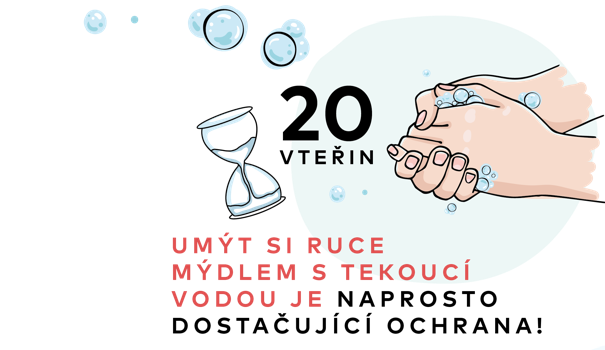 20
VTEŘIN
UMÝT SI RUCE
MÝDLEM S TEKOUCÍ
VODOU JE NAPROSTO
DOSTAČUJÍCÍ OCHRANA!